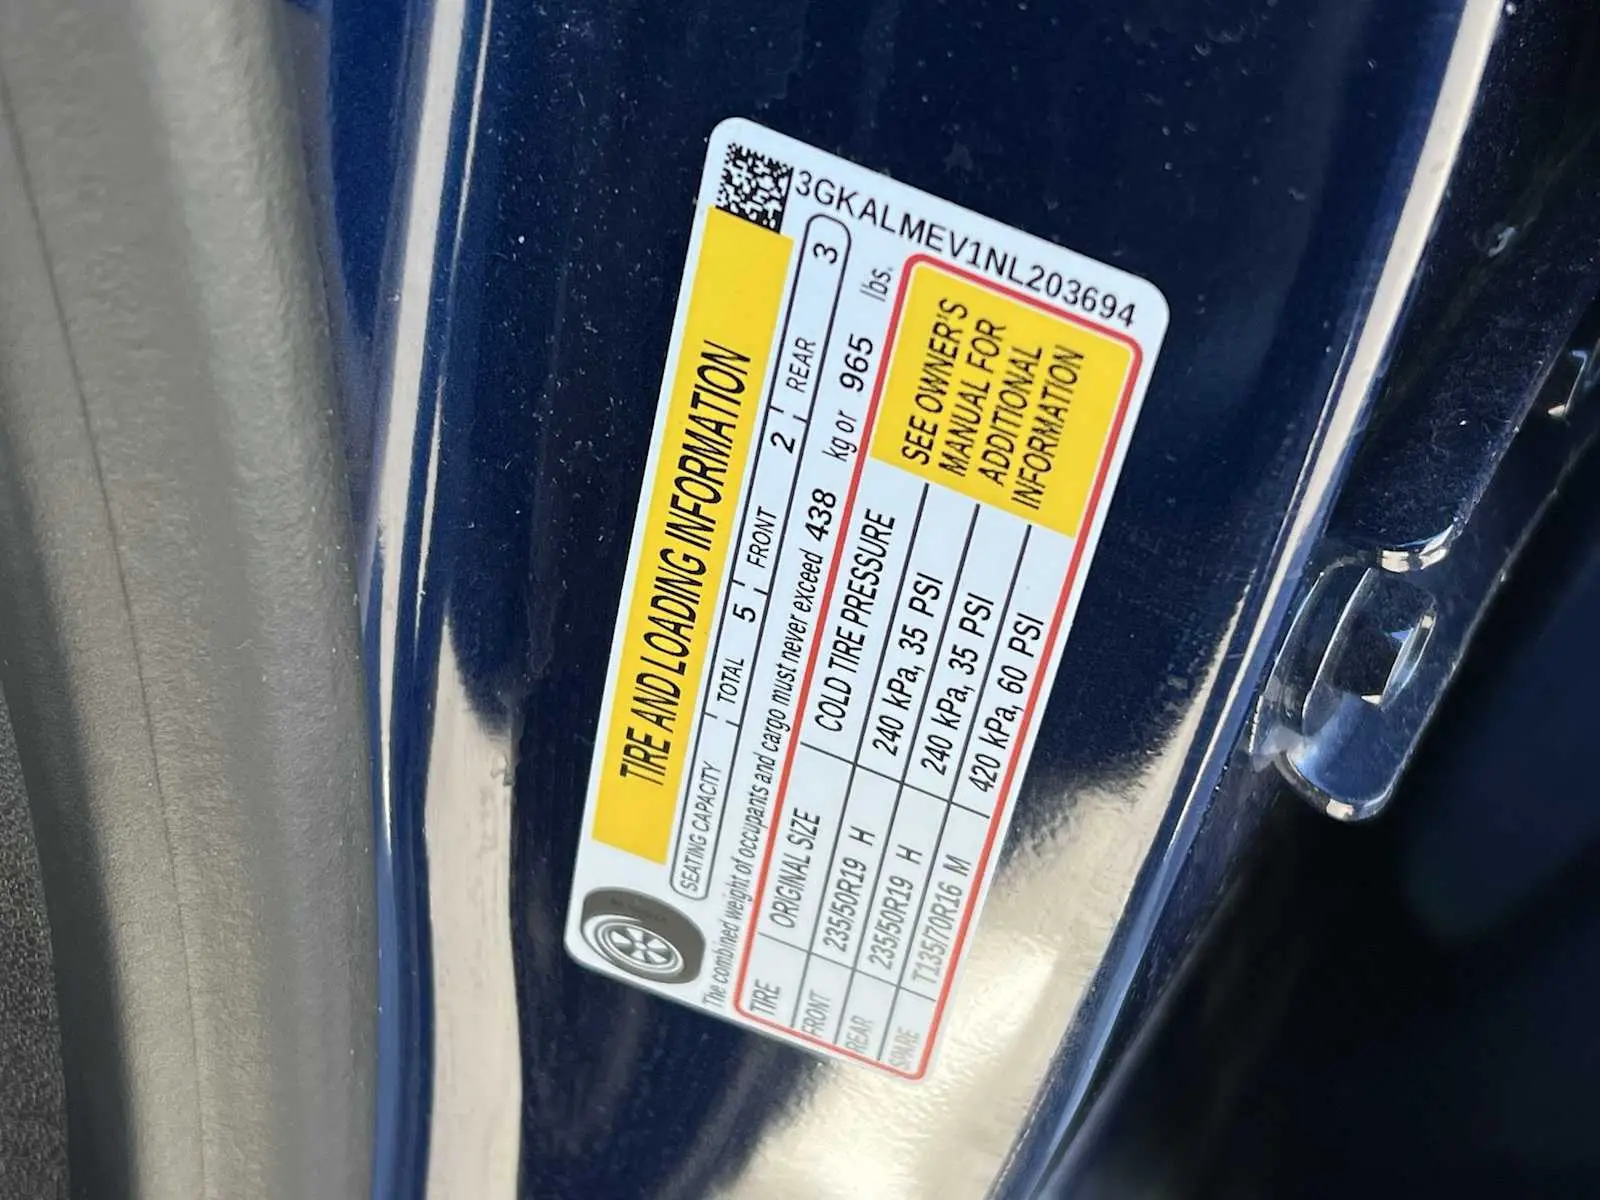 3GKALMEV1NL203694
TIRE AND LOADING INFORMATION
SEATING CAPACITY TOTAL 5 FRONT 2 REAR 3
The combined weight of occupants and cargo must never exceed 438 kg or 965 lbs.
TIRE ORIGINAL SIZE COLD TIRE PRESSURE
FRONT 235/50R19 H 240 kPa, 35 PSI
REAR 235/50R19 H 240 kPa, 35 PSI
SPARE T135/70R16 M 420 kPa, 60 PSI
SEE OWNER'S
MANUAL FOR
ADDITIONAL
INFORMATION